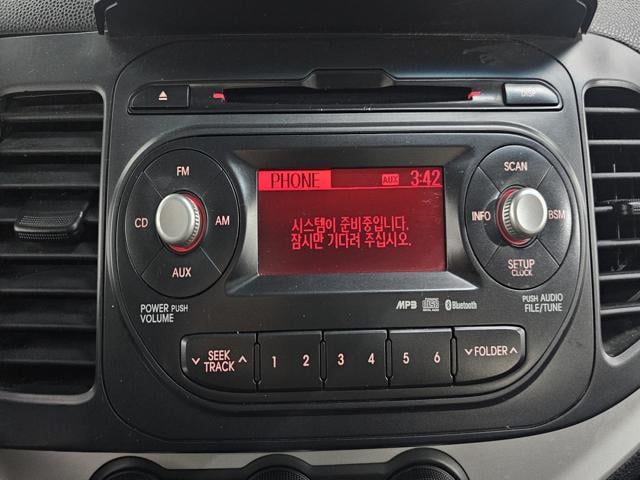 DISP
FM
CD
AM
AUX
POWER PUSH
VOLUME
PHONE AUX 3:42
시스템이 준비중입니다.
잠시만 기다려 주십시오.
SCAN
INFO
BSM
SETUP
CLOCK
PUSH AUDIO
FILE/TUNE
MP3 Bluetooth
SEEK
TRACK
1 2 3 4 5 6
FOLDER